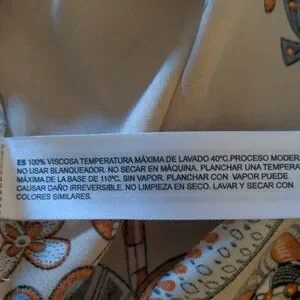 ES 100% VISCOSA TEMPERATURA MÁXIMA DE LAVADO 40ºC.PROCESO MODERA
NO USAR BLANQUEADOR. NO SECAR EN MÁQUINA. PLANCHAR UNA TEMPERA
MÁXIMA DE LA BASE DE 110ºC, SIN VAPOR. PLANCHAR CON VAPOR PUEDE
CAUSAR DAÑO IRREVERSIBLE. NO LIMPIEZA EN SECO. LAVAR Y SECAR CON
COLORES SIMILARES.